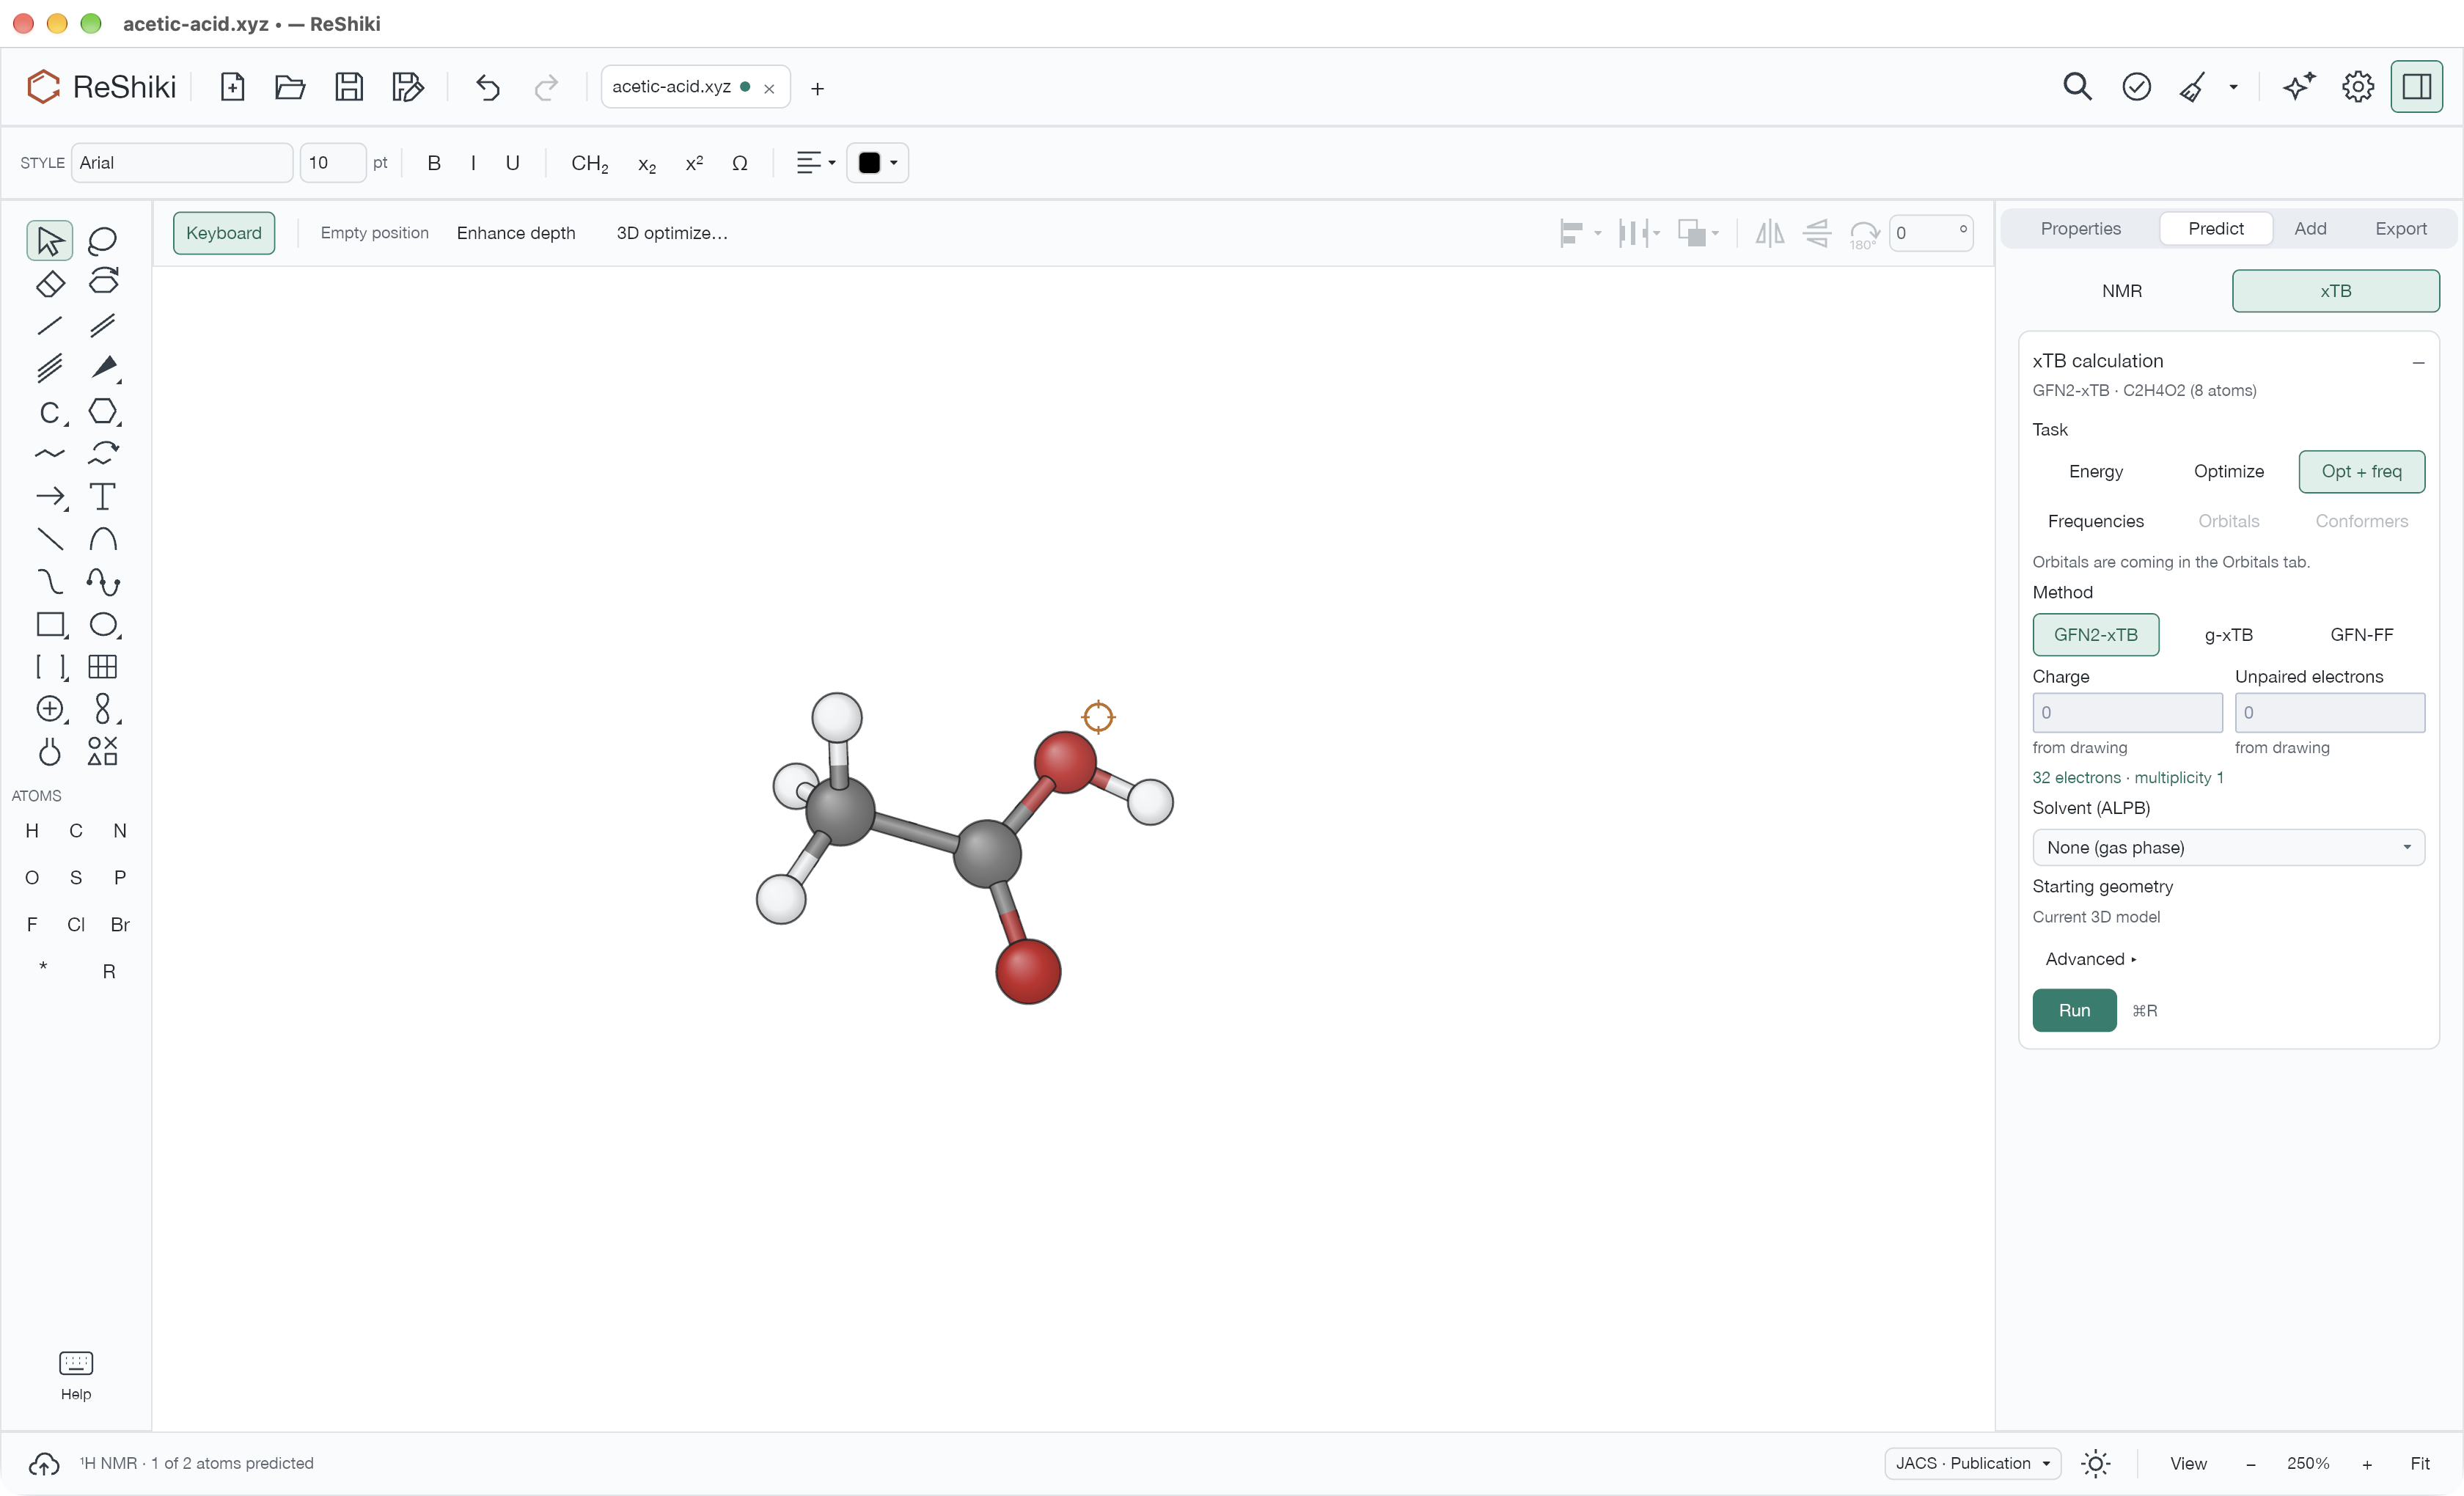 acetic-acid.xyz • — ReShiki
ReShiki
acetic-acid.xyz
STYLE Arial 10 pt B I U CH₂ x₂ x² Ω
Keyboard Empty position Enhance depth 3D optimize...
180° 0 °
Properties Predict Add Export
NMR xTB
xTB calculation
GFN2-xTB · C2H4O2 (8 atoms)
Task
Energy Optimize Opt + freq
Frequencies Orbitals Conformers
Orbitals are coming in the Orbitals tab.
Method
GFN2-xTB g-xTB GFN-FF
Charge Unpaired electrons
0 0
from drawing from drawing
32 electrons · multiplicity 1
Solvent (ALPB)
None (gas phase)
Starting geometry
Current 3D model
Advanced
Run ⌘R
C
T
ATOMS
H C N
O S P
F Cl Br
* R
Help
¹H NMR · 1 of 2 atoms predicted
JACS · Publication View − 250% + Fit